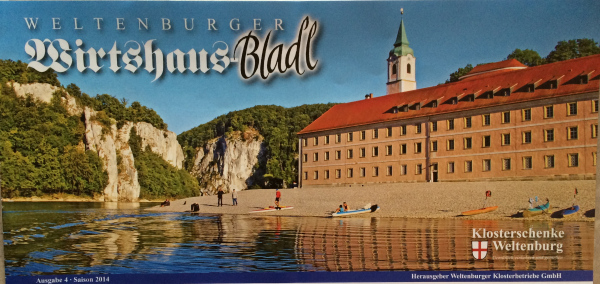 WELTENBURGER
Wirtshaus-Bladl
Klosterschenke
Weltenburg
Ausgabe 4 · Saison 2014
Herausgeber Weltenburger Klosterbetriebe GmbH